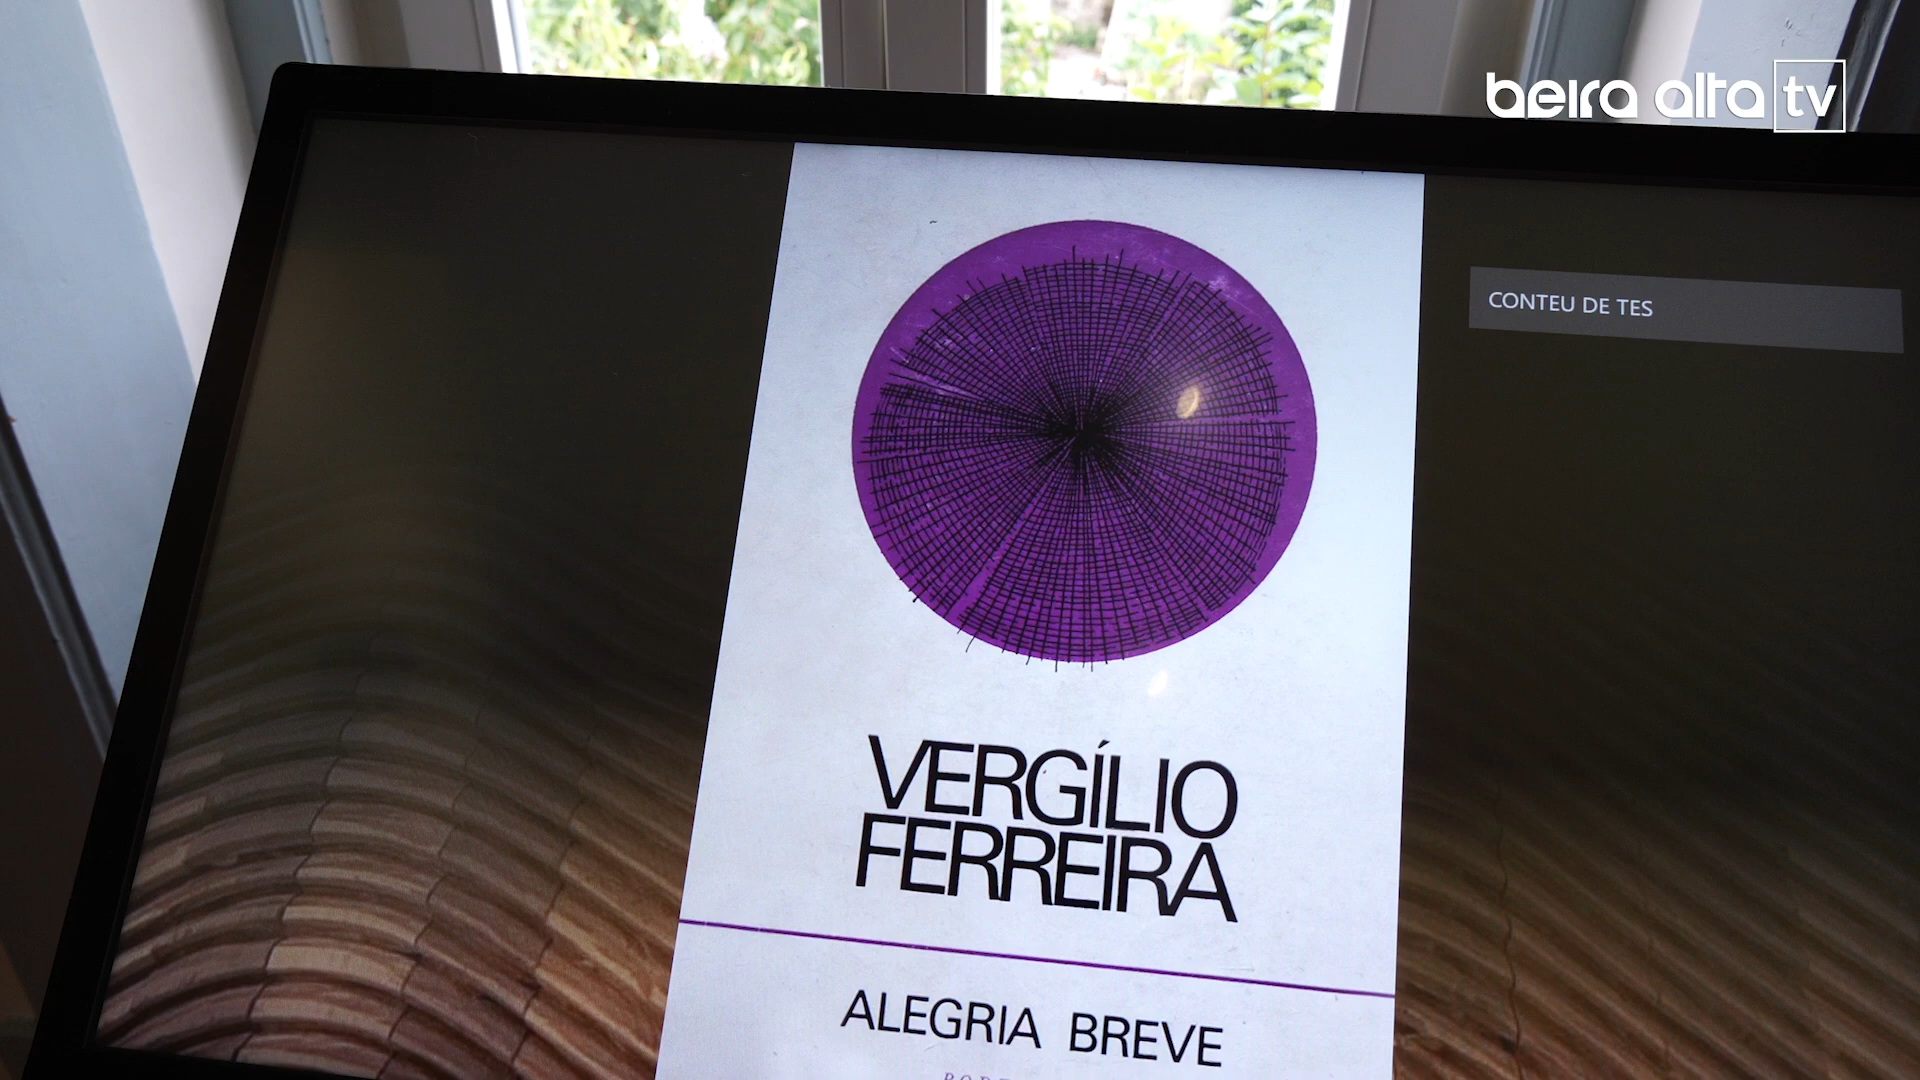 beira alta tv
CONTEU DE TES
VERGÍLIO
FERREIRA
ALEGRIA BREVE